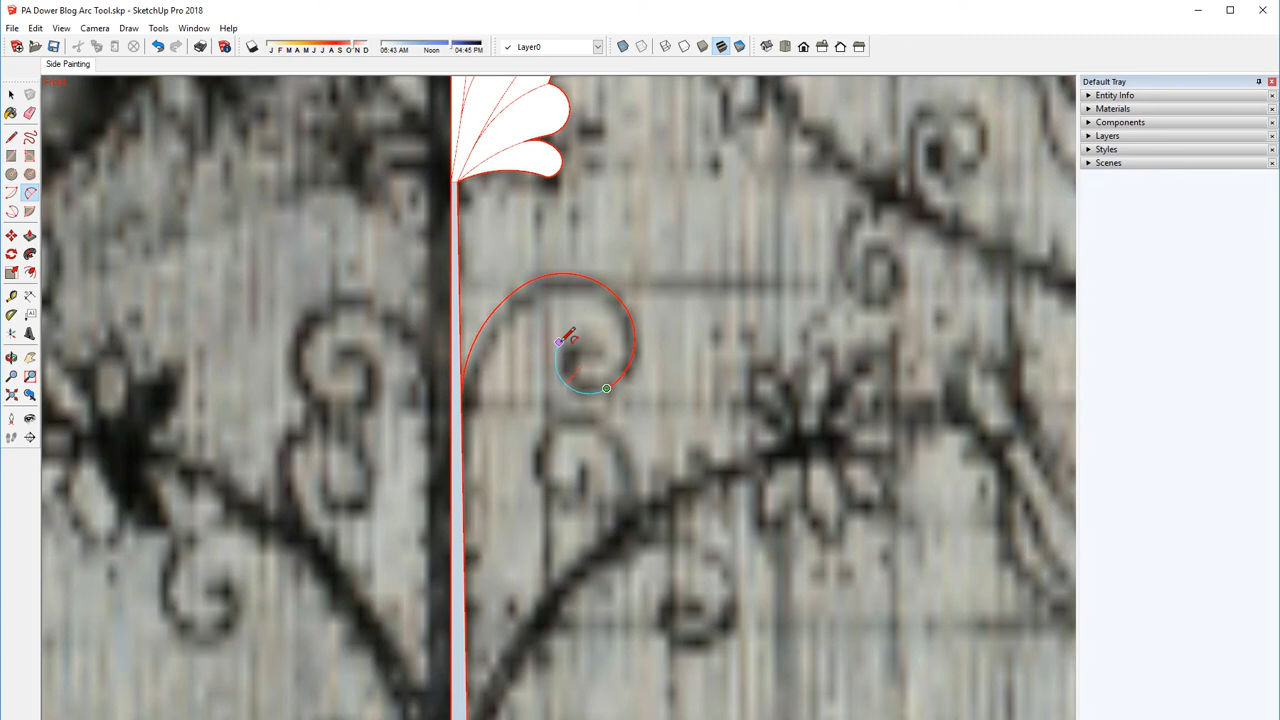 PA Dower Blog Arc Tool.skp - SketchUp Pro 2018
File Edit View Camera Draw Tools Window Help
J F M A M J J A S O N D 06:43 AM Noon 04:45 PM Layer0
Side Painting
Default Tray
Entity Info
Materials
Components
Layers
Styles
Scenes